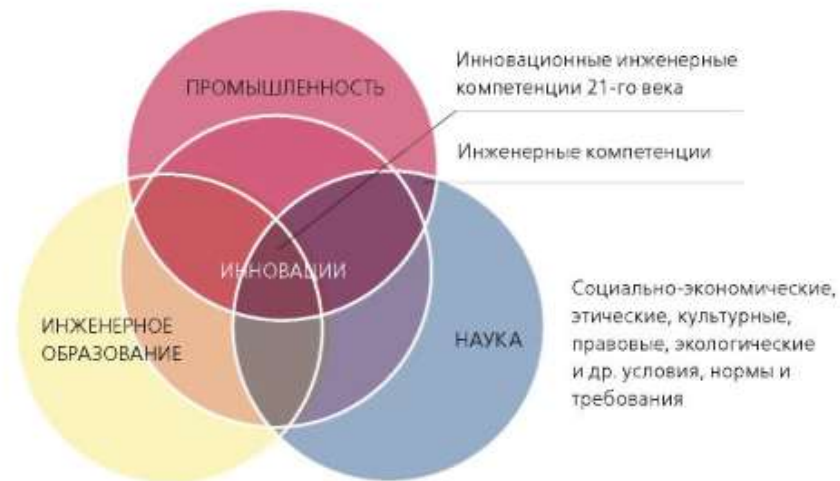 ПРОМЫШЛЕННОСТЬ
Инновационные инженерные
компетенции 21-го века
Инженерные компетенции
ИННОВАЦИИ
ИНЖЕНЕРНОЕ
ОБРАЗОВАНИЕ
НАУКА
Социально-экономические,
этические, культурные,
правовые, экологические
и др. условия, нормы и
требования